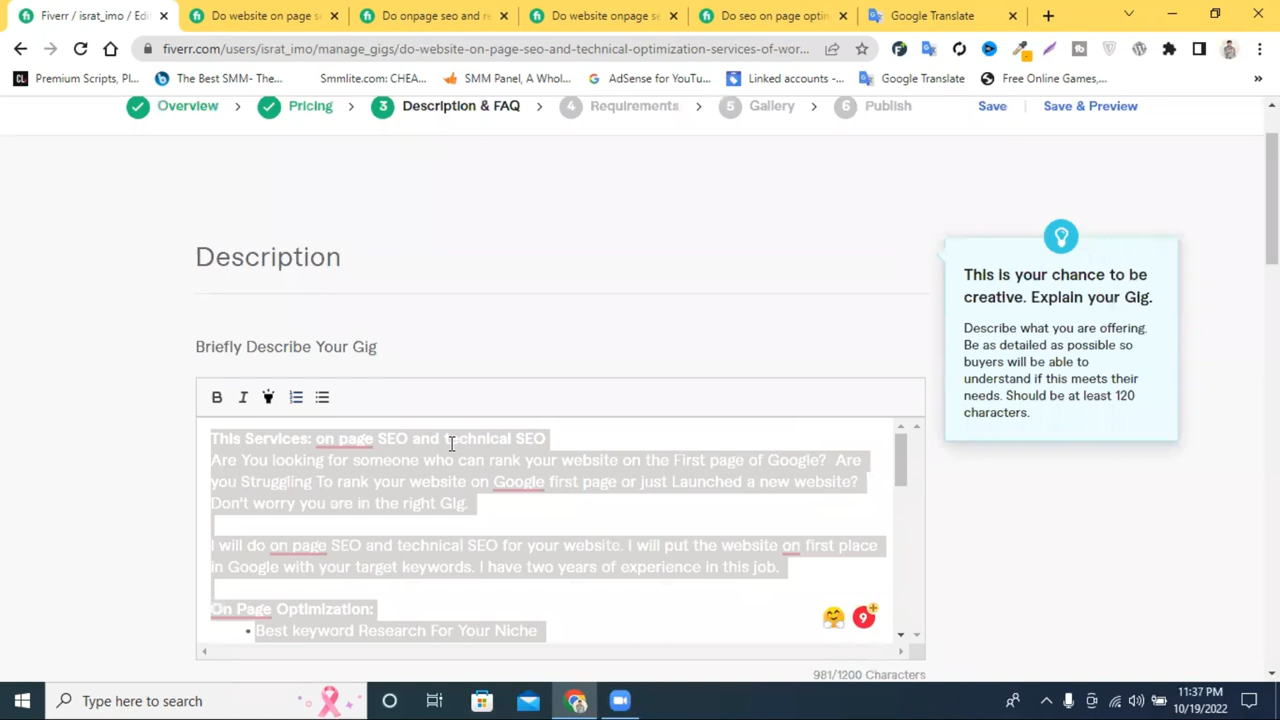 Fiverr / israt_imo / Edi
Do website on page s
Do onpage seo and r
Do website onpage se
Do seo on page optin
Google Translate
fiverr.com/users/israt_imo/manage_gigs/do-website-on-page-seo-and-technical-optimization-services-of-wor...
Premium Scripts, Pl...
The Best SMM- The...
Smmlite.com: CHEA...
SMM Panel, A Whol...
AdSense for YouTu...
Linked accounts -...
Google Translate
Free Online Games,...
Overview
Pricing
3 Description & FAQ
4 Requirements
5 Gallery
6 Publish
Save
Save & Preview
Description
Briefly Describe Your Gig
This Services: on page SEO and technical SEO
Are You looking for someone who can rank your website on the First page of Google?  Are
you Struggling To rank your website on Google first page or just Launched a new website?
Don't worry you are in the right GIg.
I will do on page SEO and technical SEO for your website. I will put the website on first place
in Google with your target keywords. I have two years of experience in this job.
On Page OptImization:
• Best keyword Research For Your Niche
9
981/1200 Characters
This is your chance to be
creative. Explain your Gig.
Describe what you are offering.
Be as detailed as possible so
buyers will be able to
understand if this meets their
needs. Should be at least 120
characters.
Type here to search
11:37 PM
10/19/2022